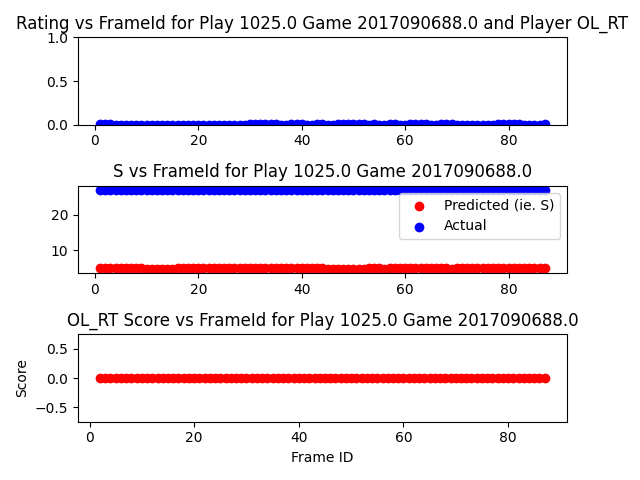 Rating vs FrameId for Play 1025.0 Game 2017090688.0 and Player OL_RT
1.0
0.5
0.0
0 20 40 60 80
S vs FrameId for Play 1025.0 Game 2017090688.0
20
10
Predicted (ie. S)
Actual
0 20 40 60 80
OL_RT Score vs FrameId for Play 1025.0 Game 2017090688.0
Score
0.5
0.0
−0.5
0 20 40 60 80
Frame ID